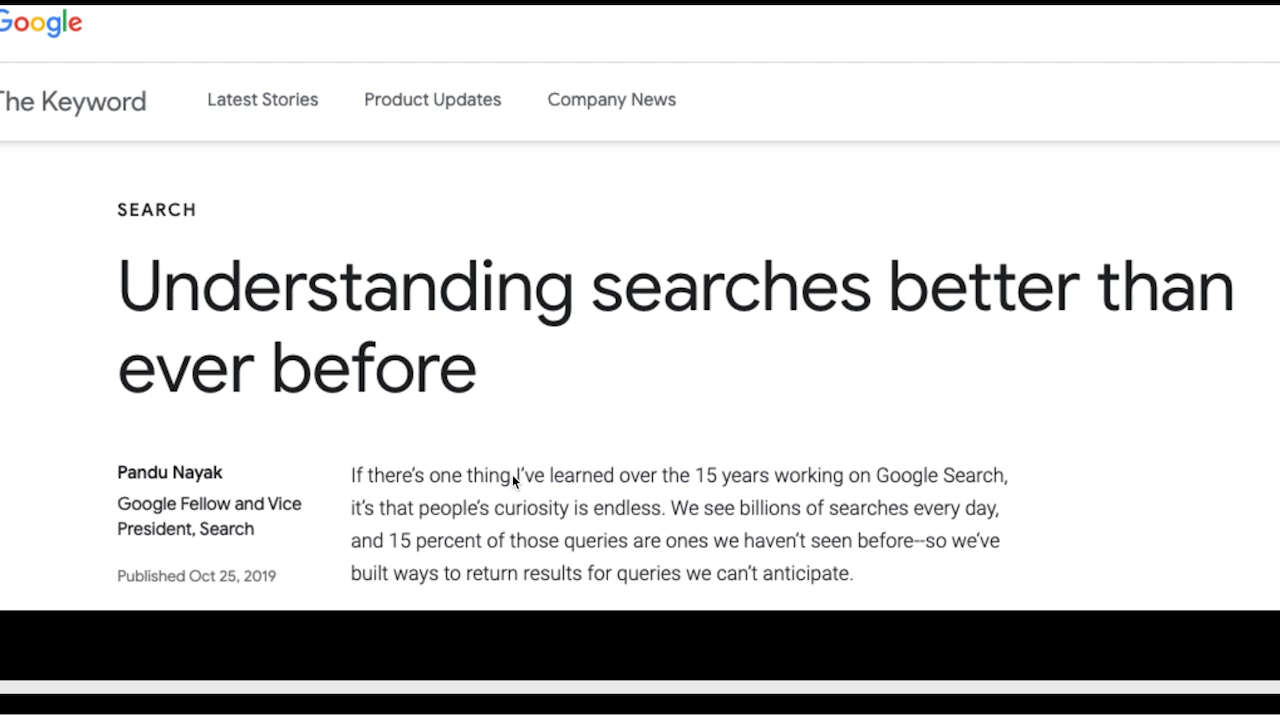 Google
The Keyword
Latest Stories
Product Updates
Company News
SEARCH
Understanding searches better than
ever before
Pandu Nayak
Google Fellow and Vice
President, Search
Published Oct 25, 2019
If there's one thing I've learned over the 15 years working on Google Search,
it's that people's curiosity is endless. We see billions of searches every day,
and 15 percent of those queries are ones we haven't seen before--so we've
built ways to return results for queries we can't anticipate.